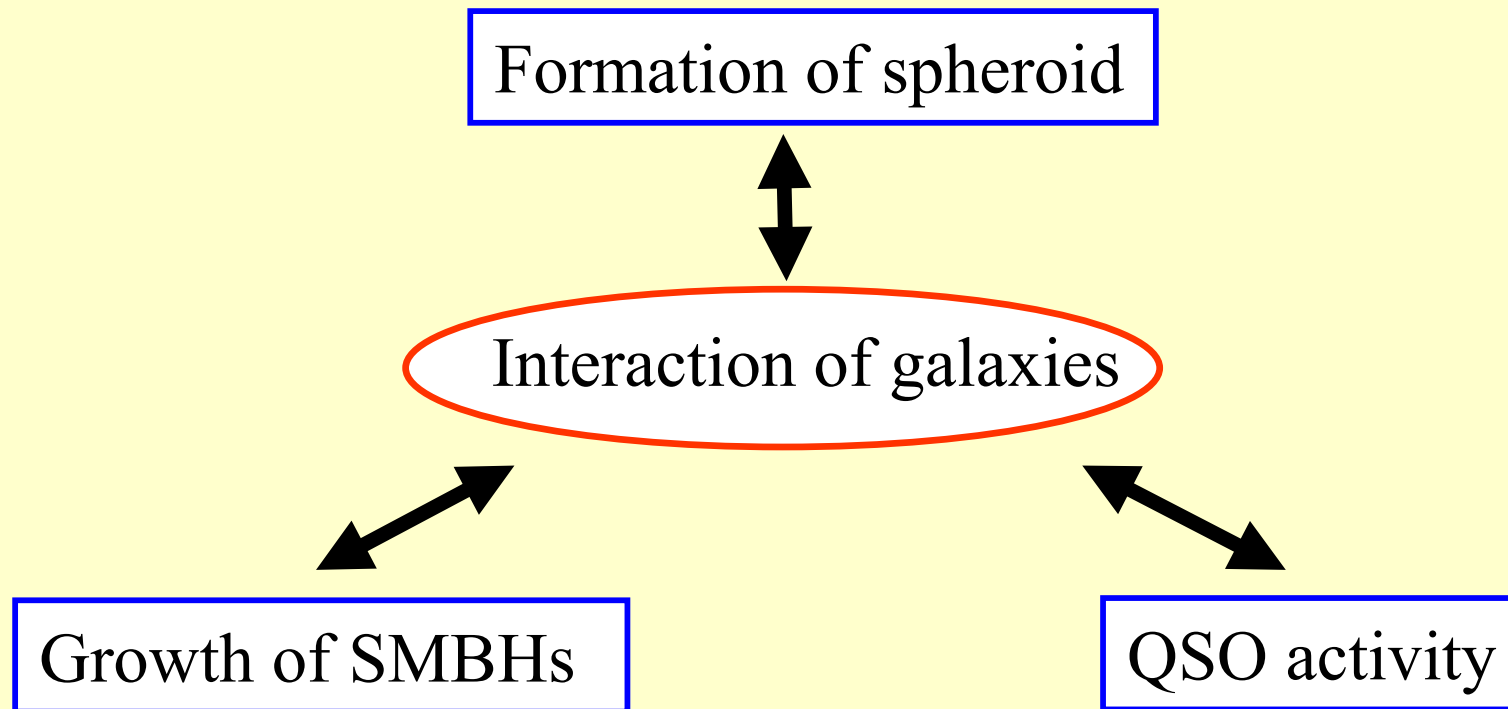 Formation of spheroid
Interaction of galaxies
Growth of SMBHs
QSO activity